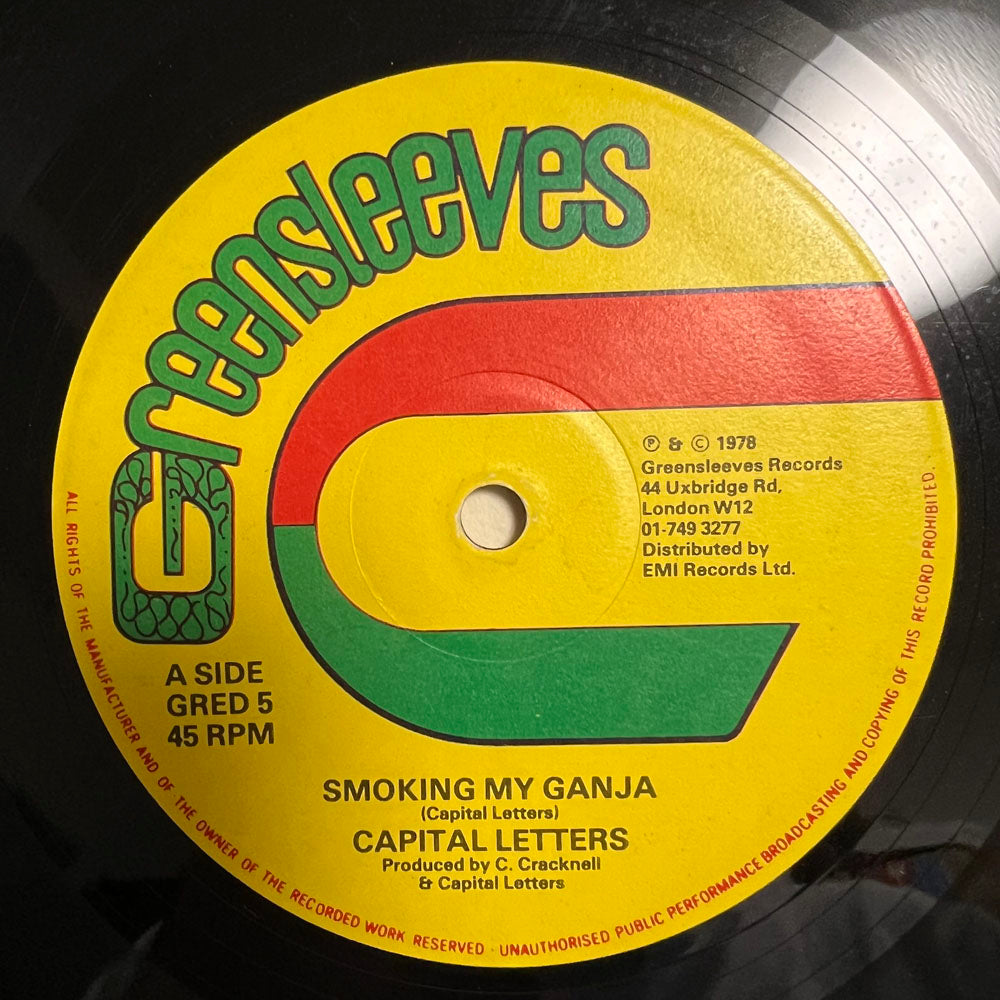 Greensleeves
℗ & © 1978
Greensleeves Records
44 Uxbridge Rd,
London W12
01-749 3277
Distributed by
EMI Records Ltd.
A SIDE
GRED 5
45 RPM
SMOKING MY GANJA
(Capital Letters)
CAPITAL LETTERS
Produced by C. Cracknell
& Capital Letters
ALL RIGHTS OF THE MANUFACTURER AND OF THE OWNER OF THE RECORDED WORK RESERVED · UNAUTHORISED PUBLIC PERFORMANCE BROADCASTING AND COPYING OF THIS RECORD PROHIBITED.